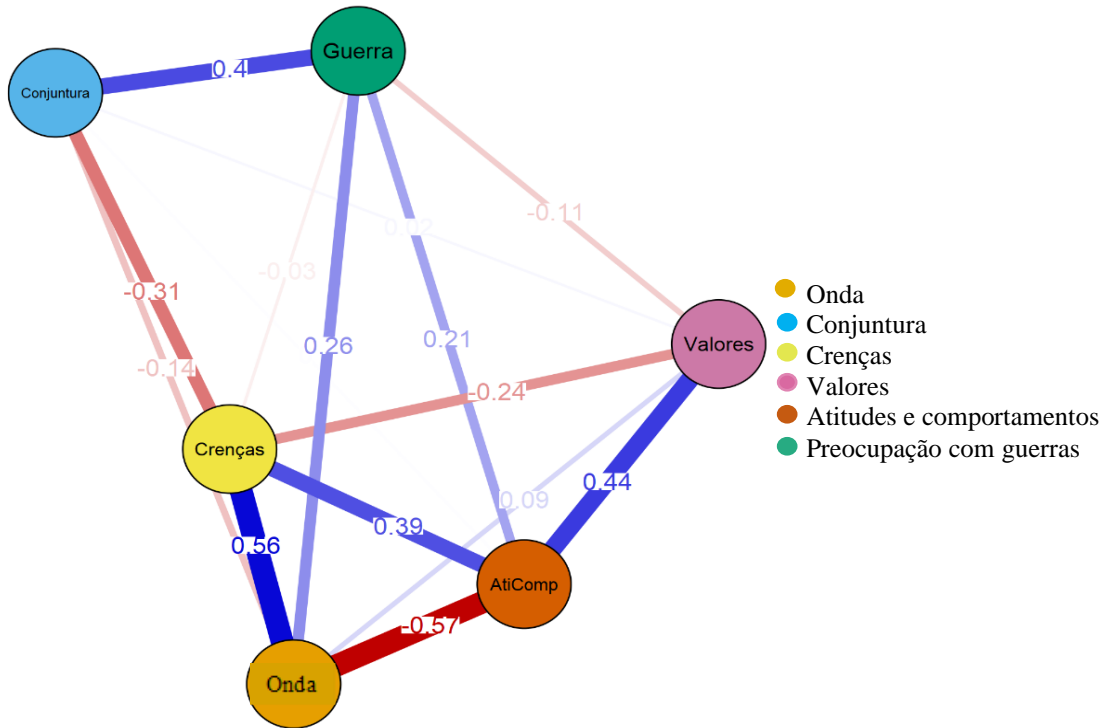 Guerra
Conjuntura
0.4
-0.11
0.02
-0.03
-0.31
0.26
0.21
Valores
-0.14
-0.24
Crenças
0.44
0.09
0.39
0.56
AtiComp
-0.57
Onda
Onda
Conjuntura
Crenças
Valores
Atitudes e comportamentos
Preocupação com guerras